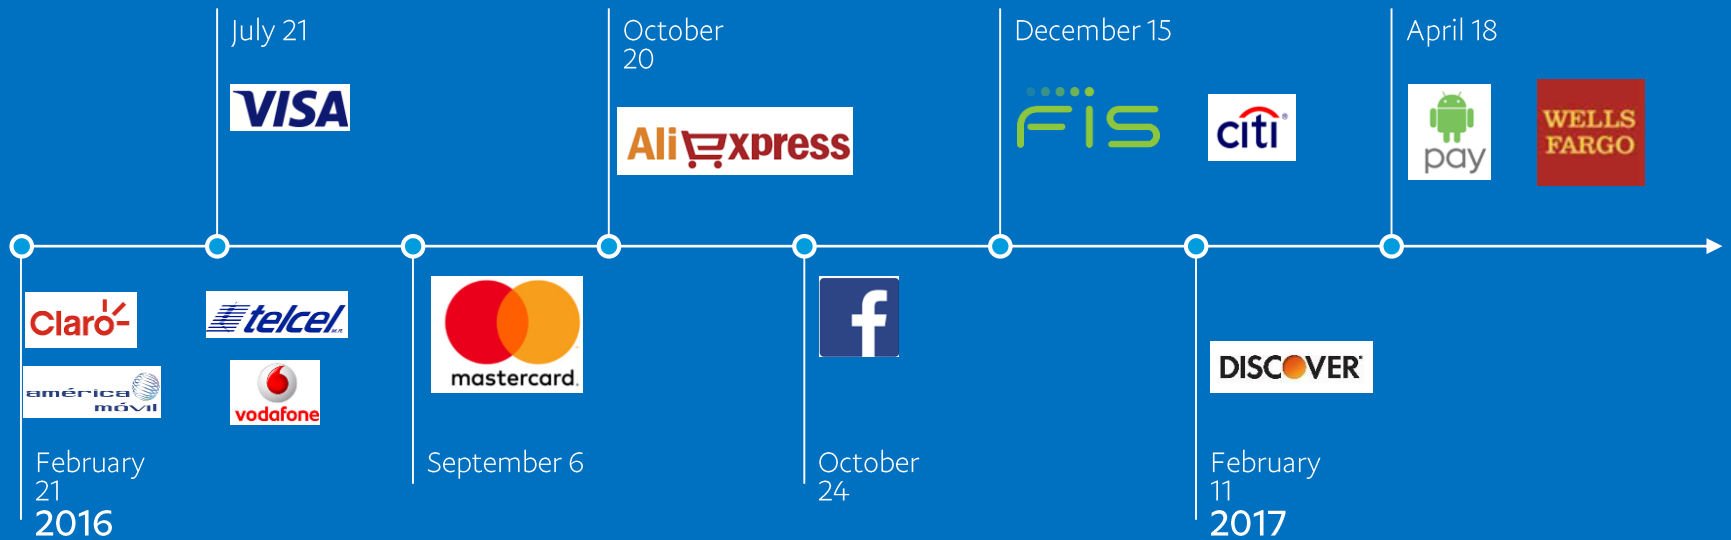 July 21
VISA
October
20
AliExpress
December 15
FIS
citi
April 18
pay
WELLS
FARGO
Claro
telcel
américa
móvil
vodafone
February
21
2016
mastercard.
September 6
f
October
24
DISCOVER
February
11
2017